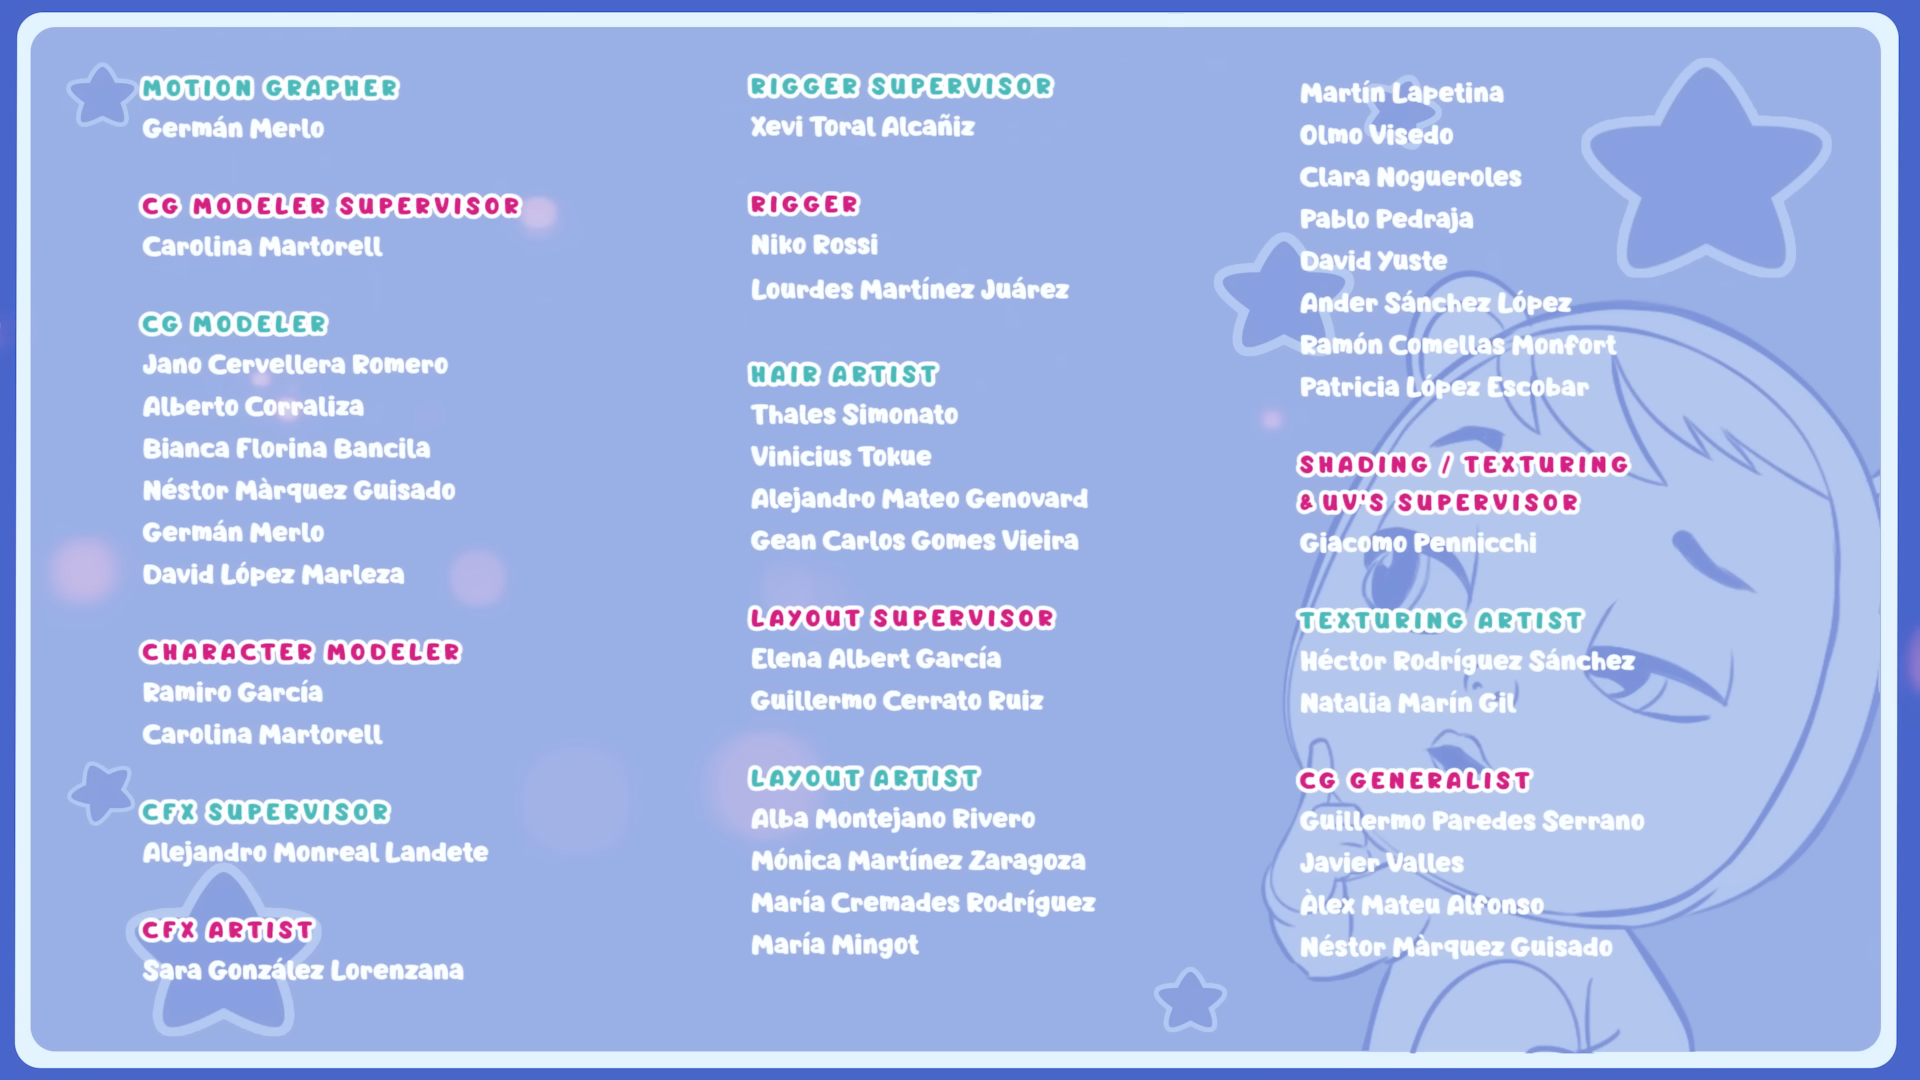 MOTION GRAPHER
Germán Merlo
CG MODELER SUPERVISOR
Carolina Martorell
CG MODELER
Jano Cervellera Romero
Alberto Corraliza
Bianca Florina Bancila
Néstor Màrquez Guisado
Germán Merlo
David López Marleza
CHARACTER MODELER
Ramiro García
Carolina Martorell
CFX SUPERVISOR
Alejandro Monreal Landete
CFX ARTIST
Sara González Lorenzana
RIGGER SUPERVISOR
Xevi Toral Alcañiz
RIGGER
Niko Rossi
Lourdes Martínez Juárez
HAIR ARTIST
Thales Simonato
Vinicius Tokue
Alejandro Mateo Genovard
Gean Carlos Gomes Vieira
LAYOUT SUPERVISOR
Elena Albert García
Guillermo Cerrato Ruiz
LAYOUT ARTIST
Alba Montejano Rivero
Mónica Martínez Zaragoza
María Cremades Rodríguez
María Mingot
Martín Lapetina
Olmo Visedo
Clara Nogueroles
Pablo Pedraja
David Yuste
Ander Sánchez López
Ramón Comellas Monfort
Patricia López Escobar
SHADING / TEXTURING
& UV'S SUPERVISOR
Giacomo Pennicchi
TEXTURING ARTIST
Héctor Rodríguez Sánchez
Natalia Marín Gil
CG GENERALIST
Guillermo Paredes Serrano
Javier Valles
Àlex Mateu Alfonso
Néstor Màrquez Guisado